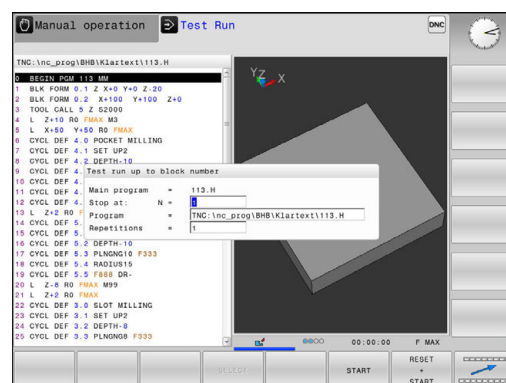 Manual operation
Test Run
DNC
TNC:\nc_prog\BHB\Klartext\113.H
0 BEGIN PGM 113 MM
1 BLK FORM 0.1 Z X+0 Y+0 Z-20
2 BLK FORM 0.2 X+100 Y+100 Z+0
3 TOOL CALL 5 Z S2000
4 L Z+10 R0 FMAX M3
5 L X+50 Y+50 R0 FMAX
6 CYCL DEF 4.0 POCKET MILLING
7 CYCL DEF 4.1 SET UP2
8 CYCL DEF 4.2 DEPTH-10
9 CYCL DEF 4.
10 CYCL DEF 4.
11 CYCL DEF 4.
12 CYCL DEF 4.
13 L Z+2 R0 F
14 CYCL DEF 5.
15 CYCL DEF 5.
16 CYCL DEF 5.2 DEPTH-10
17 CYCL DEF 5.3 PLNGNG10 F333
18 CYCL DEF 5.4 RADIUS15
19 CYCL DEF 5.5 F888 DR-
20 L Z-8 R0 FMAX M99
21 L Z+2 R0 FMAX
22 CYCL DEF 3.0 SLOT MILLING
23 CYCL DEF 3.1 SET UP2
24 CYCL DEF 3.2 DEPTH-8
25 CYCL DEF 3.3 PLNGNG8 F333
Test run up to block number
Main program = 113.H
Stop at: N = 1
Program = TNC:\nc_prog\BHB\Klartext\113.H
Repetitions = 1
Y Z X
00:00:00 F MAX
SELECT
START
RESET
+
START